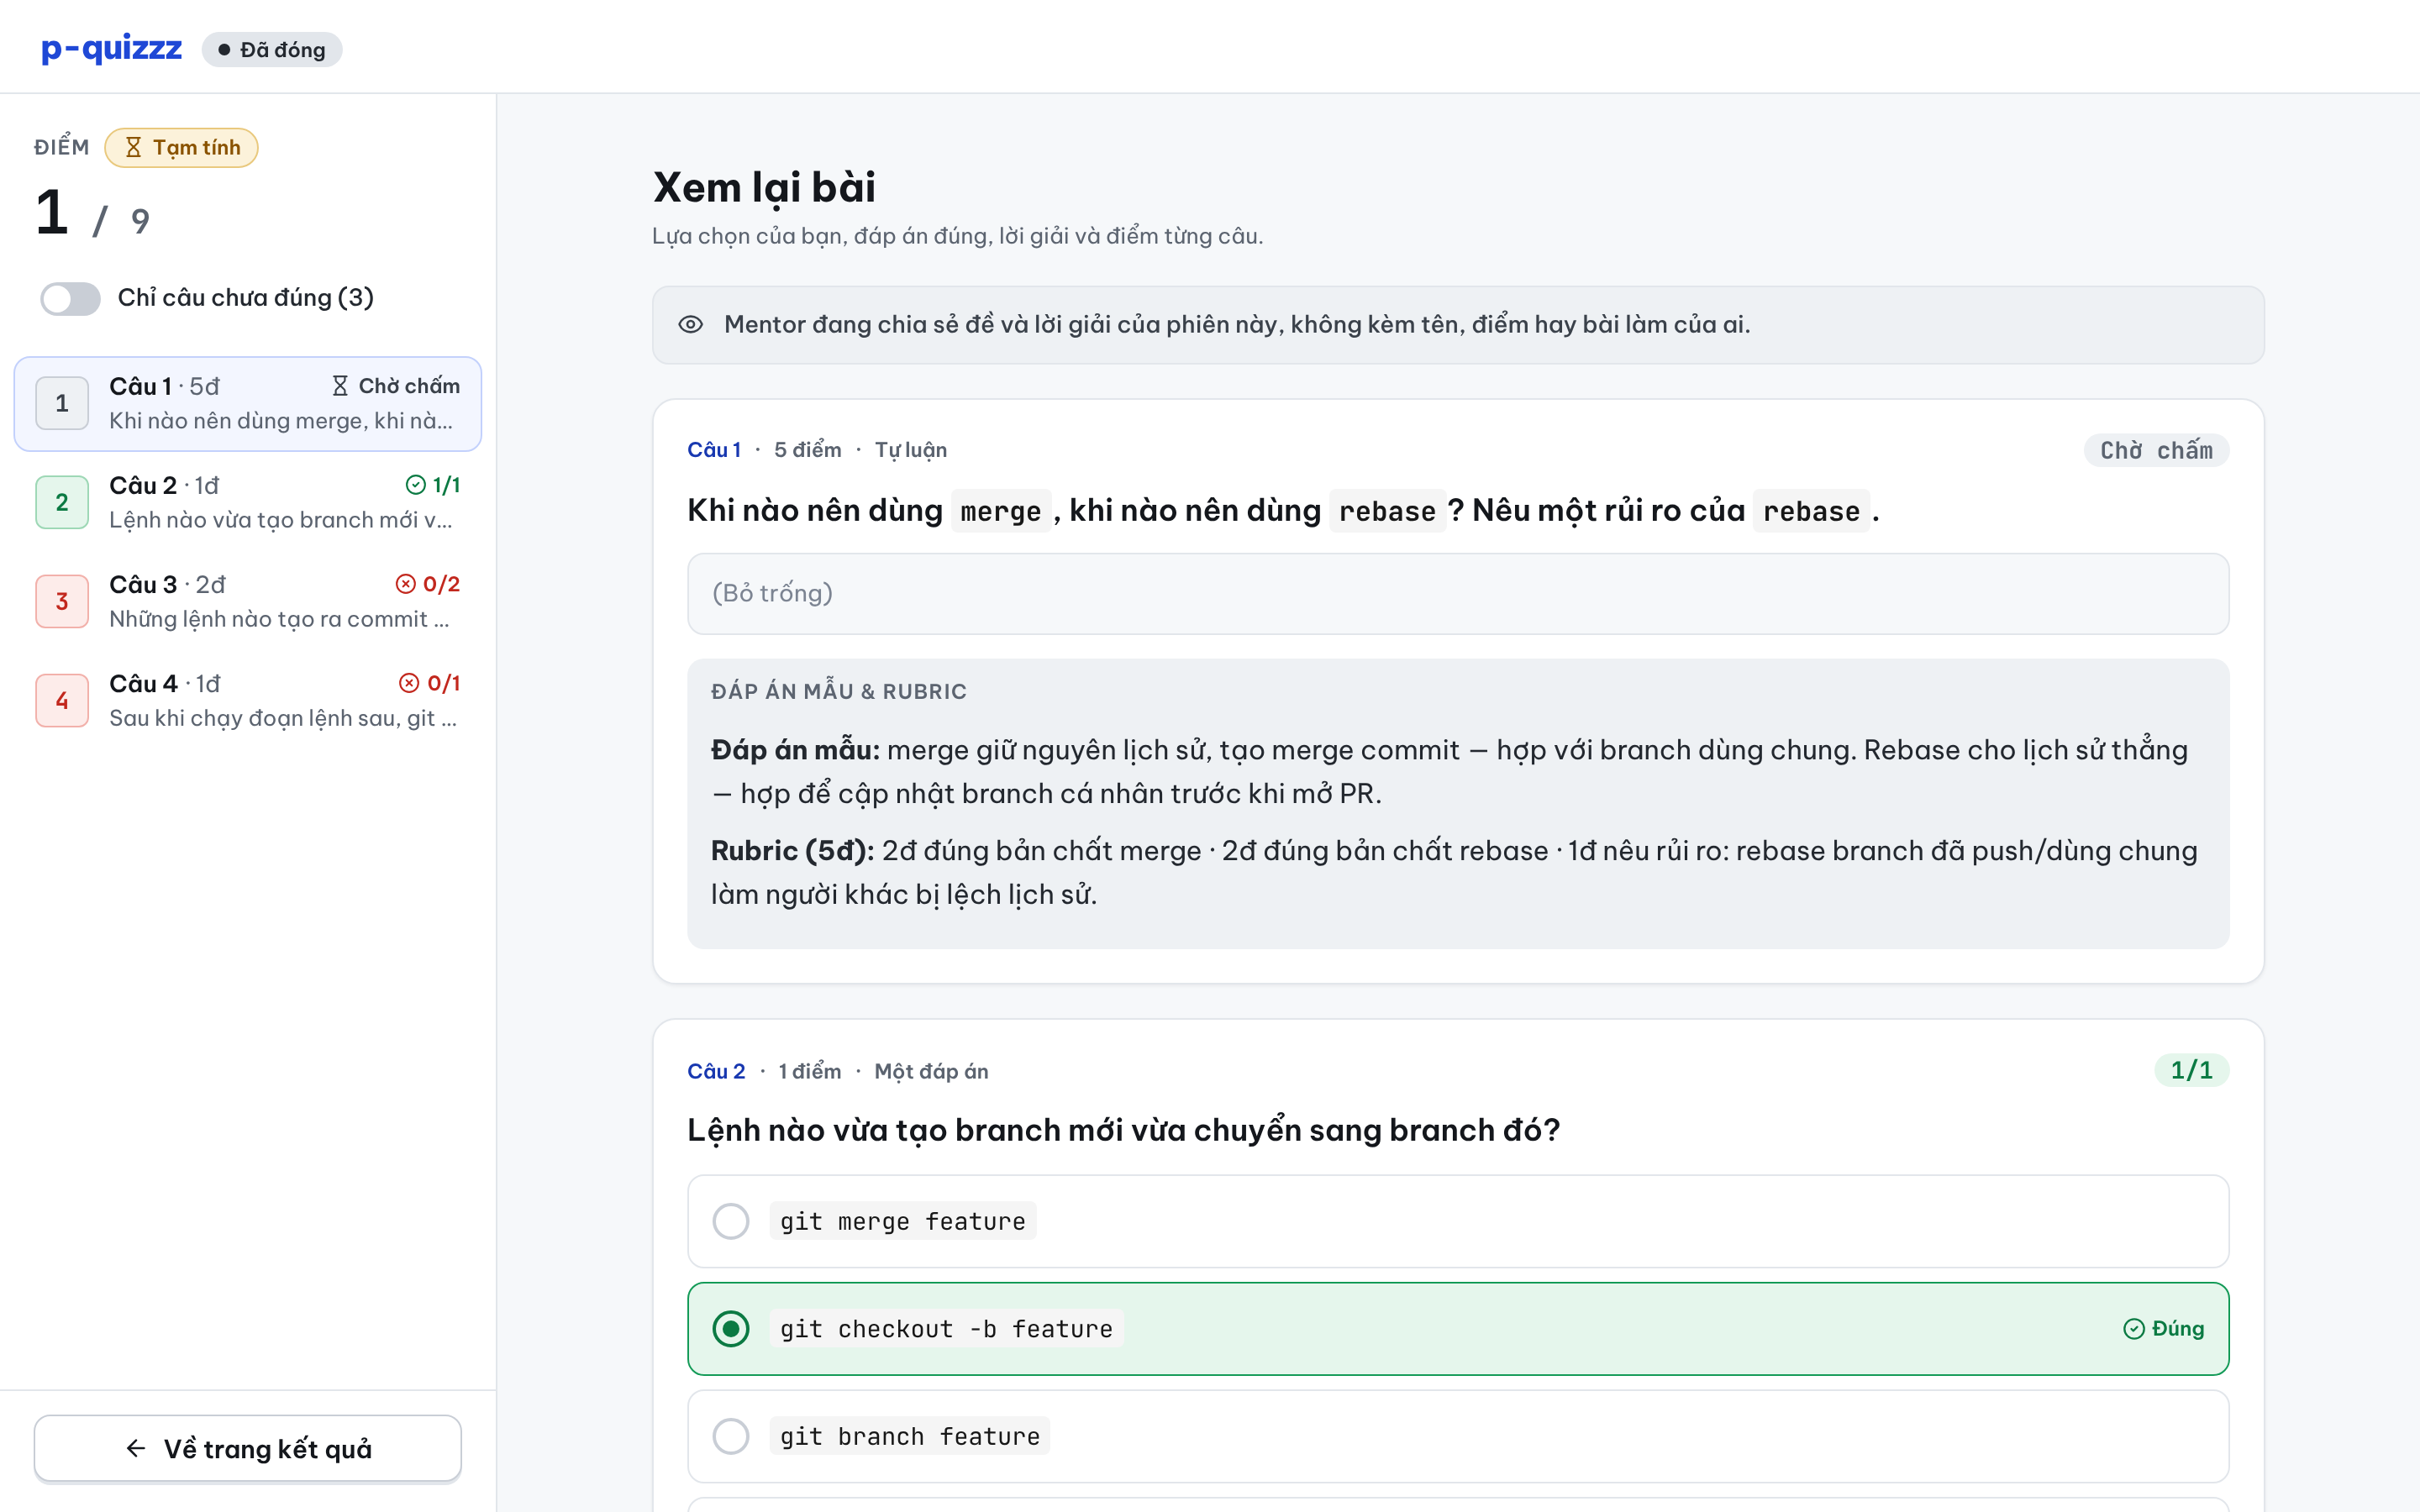 p-quizzz
Đã đóng
ĐIỂM
Tạm tính
1 / 9
Chỉ câu chưa đúng (3)
1
Câu 1 · 5đ
Chờ chấm
Khi nào nên dùng merge, khi nà...
2
Câu 2 · 1đ
1/1
Lệnh nào vừa tạo branch mới v...
3
Câu 3 · 2đ
0/2
Những lệnh nào tạo ra commit ...
4
Câu 4 · 1đ
0/1
Sau khi chạy đoạn lệnh sau, git ...
← Về trang kết quả
Xem lại bài
Lựa chọn của bạn, đáp án đúng, lời giải và điểm từng câu.
Mentor đang chia sẻ đề và lời giải của phiên này, không kèm tên, điểm hay bài làm của ai.
Câu 1 · 5 điểm · Tự luận
Chờ chấm
Khi nào nên dùng merge, khi nào nên dùng rebase? Nêu một rủi ro của rebase.
(Bỏ trống)
ĐÁP ÁN MẪU & RUBRIC
Đáp án mẫu: merge giữ nguyên lịch sử, tạo merge commit — hợp với branch dùng chung. Rebase cho lịch sử thẳng
— hợp để cập nhật branch cá nhân trước khi mở PR.
Rubric (5đ): 2đ đúng bản chất merge · 2đ đúng bản chất rebase · 1đ nêu rủi ro: rebase branch đã push/dùng chung
làm người khác bị lệch lịch sử.
Câu 2 · 1 điểm · Một đáp án
1/1
Lệnh nào vừa tạo branch mới vừa chuyển sang branch đó?
git merge feature
git checkout -b feature
Đúng
git branch feature